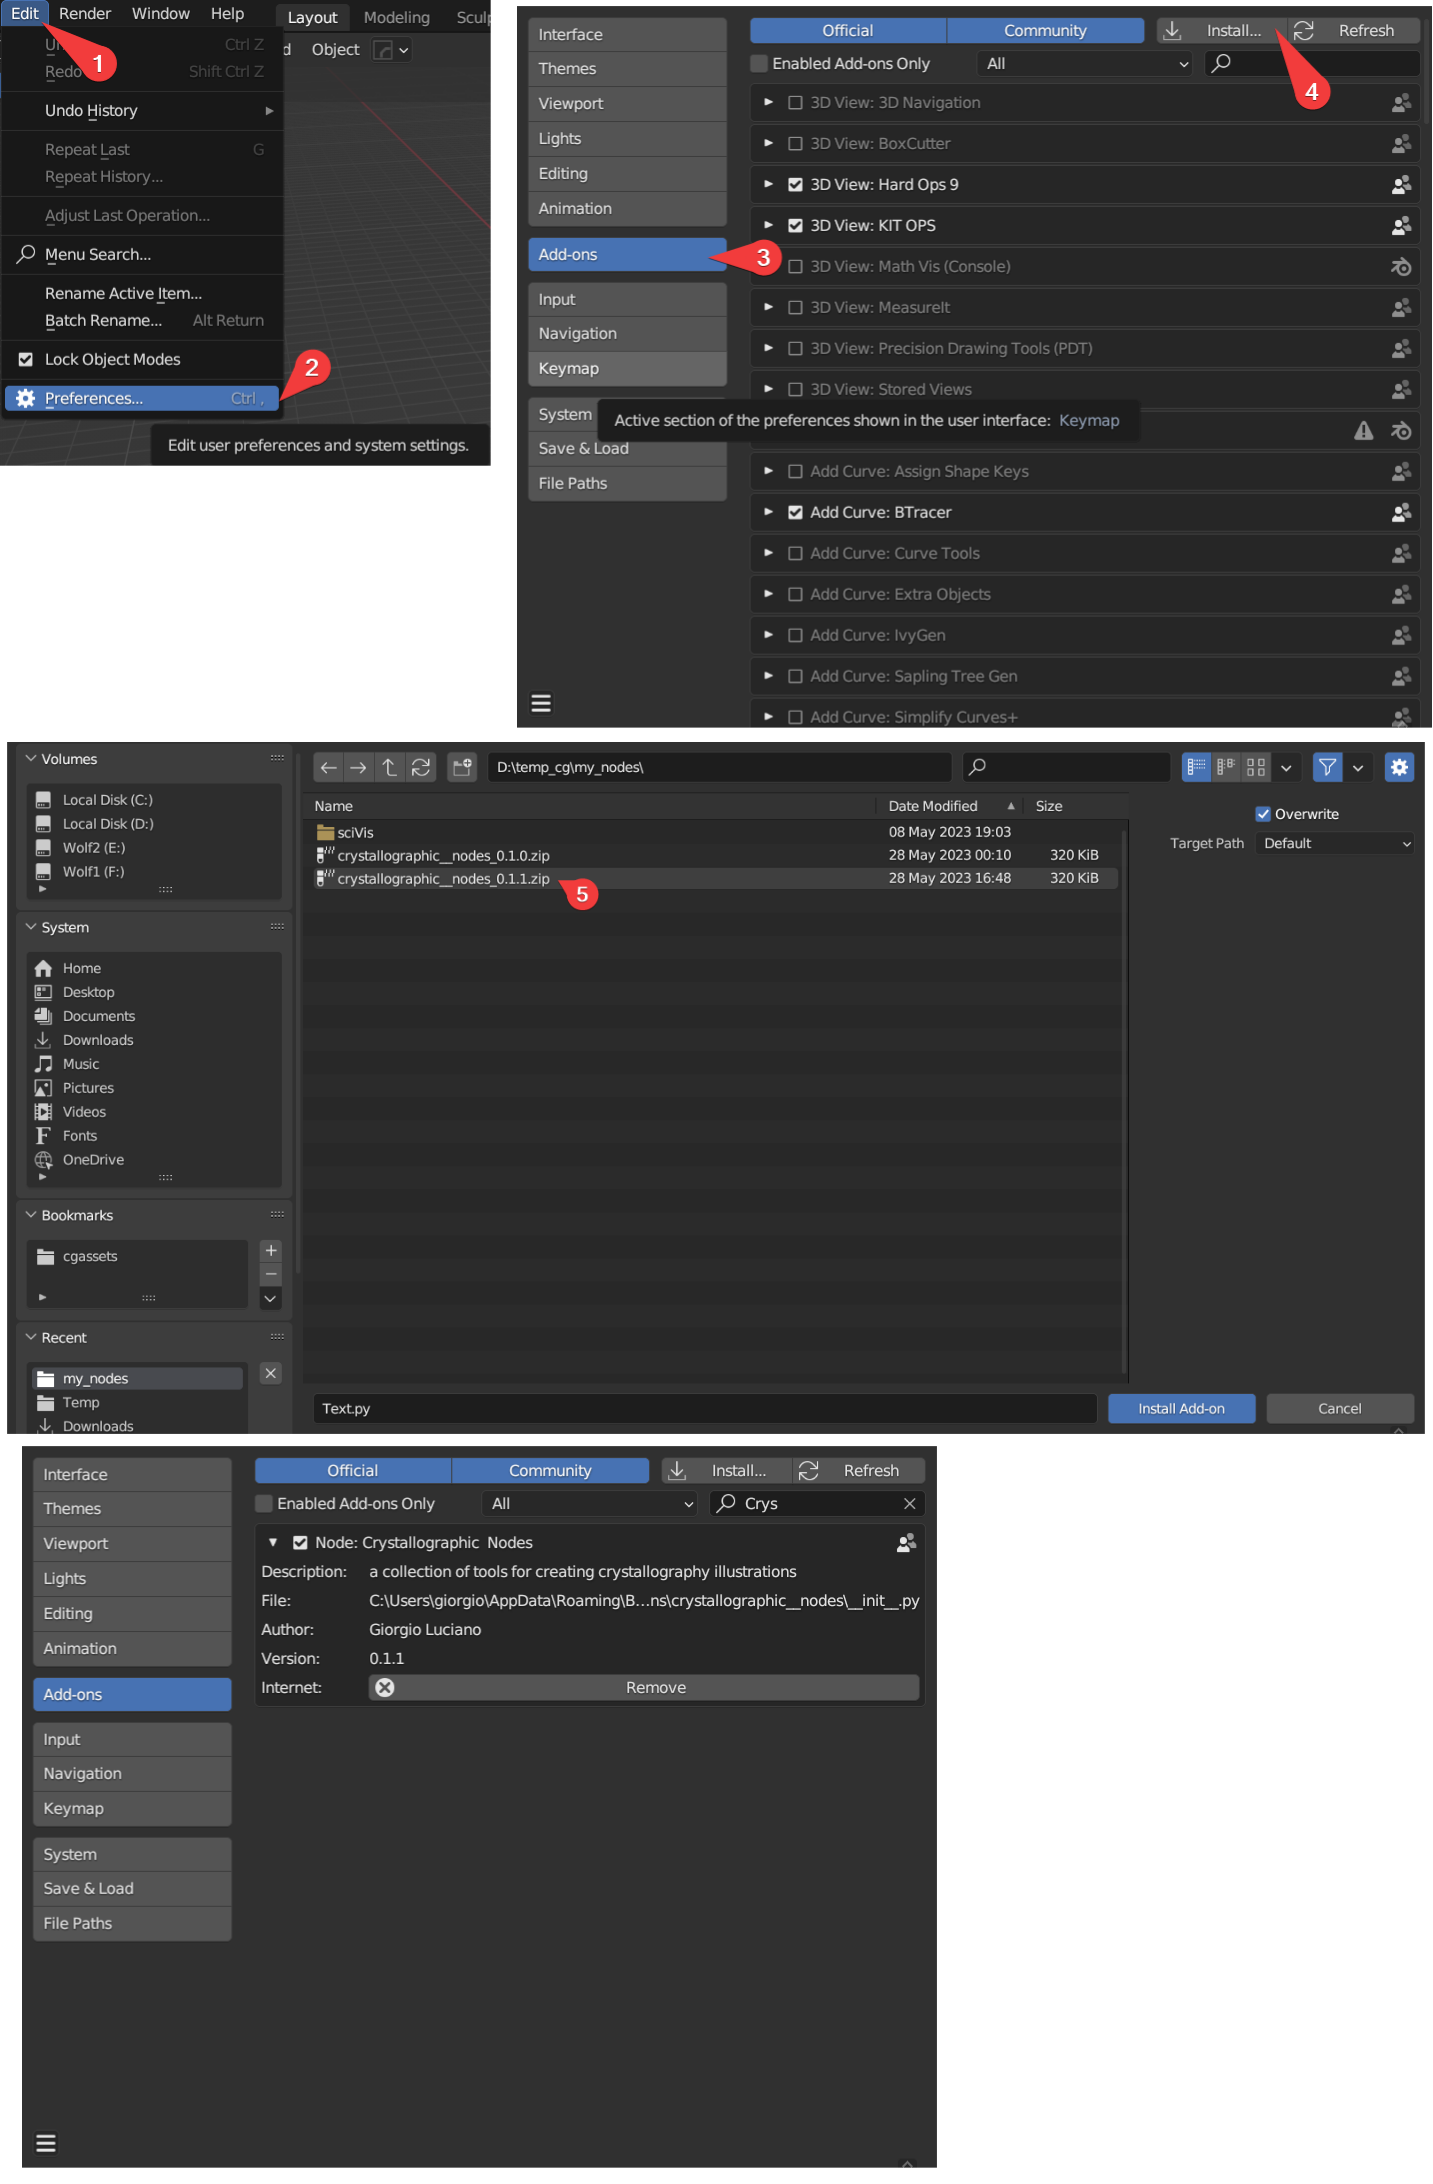 Edit Render Window Help Layout Modeling
Ctrl Z
d Object
1
Redo Shift Ctrl Z
Undo History
Repeat Last G
Repeat History...
Adjust Last Operation...
Menu Search...
Rename Active Item...
Batch Rename... Alt Return
Lock Object Modes
2
Preferences... Ctrl ,
Edit user preferences and system settings.
Interface
Themes
Viewport
Lights
Editing
Animation
Add-ons
3
Input
Navigation
Keymap
System
Save & Load
File Paths
Official Community Install... Refresh
Enabled Add-ons Only All
4
3D View: 3D Navigation
3D View: BoxCutter
3D View: Hard Ops 9
3D View: KIT OPS
3D View: Math Vis (Console)
3D View: MeasureIt
3D View: Precision Drawing Tools (PDT)
3D View: Stored Views
Active section of the preferences shown in the user interface: Keymap
Add Curve: Assign Shape Keys
Add Curve: BTracer
Add Curve: Curve Tools
Add Curve: Extra Objects
Add Curve: IvyGen
Add Curve: Sapling Tree Gen
Add Curve: Simplify Curves+
Volumes
Local Disk (C:)
Local Disk (D:)
Wolf2 (E:)
Wolf1 (F:)
System
Home
Desktop
Documents
Downloads
Music
Pictures
Videos
Fonts
OneDrive
Bookmarks
cgassets
Recent
my_nodes
Temp
Downloads
D:\temp_cg\my_nodes\
Name Date Modified Size
sciVis 08 May 2023 19:03
crystallographic__nodes_0.1.0.zip 28 May 2023 00:10 320 KiB
crystallographic__nodes_0.1.1.zip 28 May 2023 16:48 320 KiB
5
Overwrite
Target Path Default
Text.py Install Add-on Cancel
Interface
Themes
Viewport
Lights
Editing
Animation
Add-ons
Input
Navigation
Keymap
System
Save & Load
File Paths
Official Community Install... Refresh
Enabled Add-ons Only All Crys
Node: Crystallographic Nodes
Description: a collection of tools for creating crystallography illustrations
File: C:\Users\giorgio\AppData\Roaming\B...ns\crystallographic__nodes\__init__.py
Author: Giorgio Luciano
Version: 0.1.1
Internet: Remove